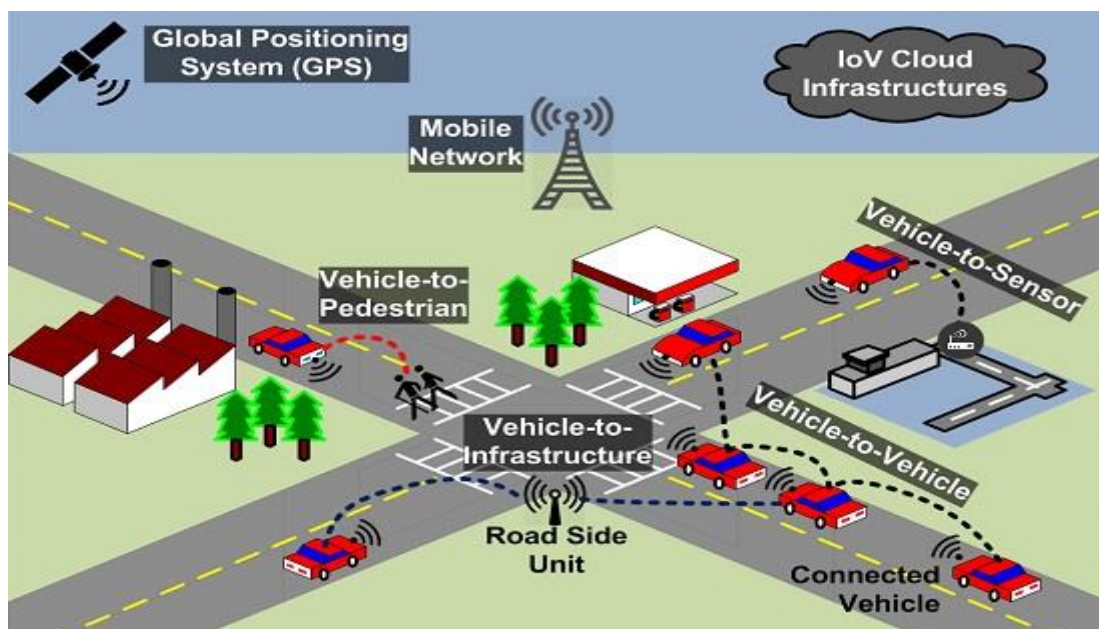 Global Positioning
System (GPS)
IoV Cloud
Infrastructures
Mobile
Network
Vehicle-to-Sensor
Vehicle-to-
Pedestrian
Vehicle-to-
Infrastructure
Vehicle-to-Vehicle
Road Side
Unit
Connected
Vehicle